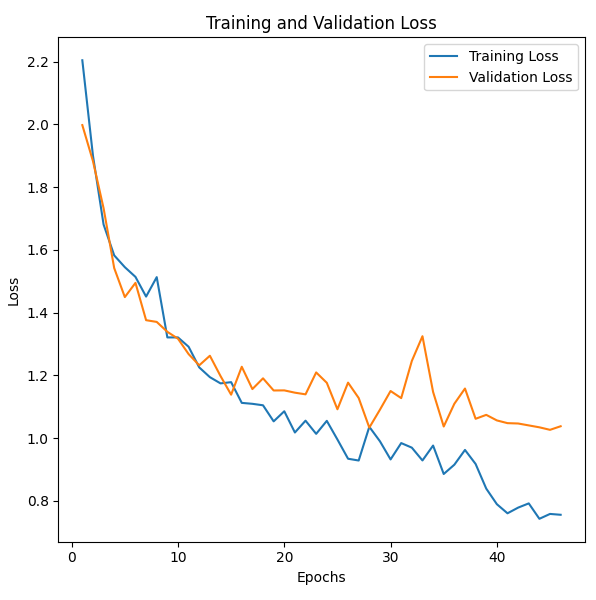 Training and Validation Loss
Training Loss
Validation Loss
2.2
2.0
1.8
1.6
1.4
1.2
1.0
0.8
Loss
0
10
20
30
40
Epochs